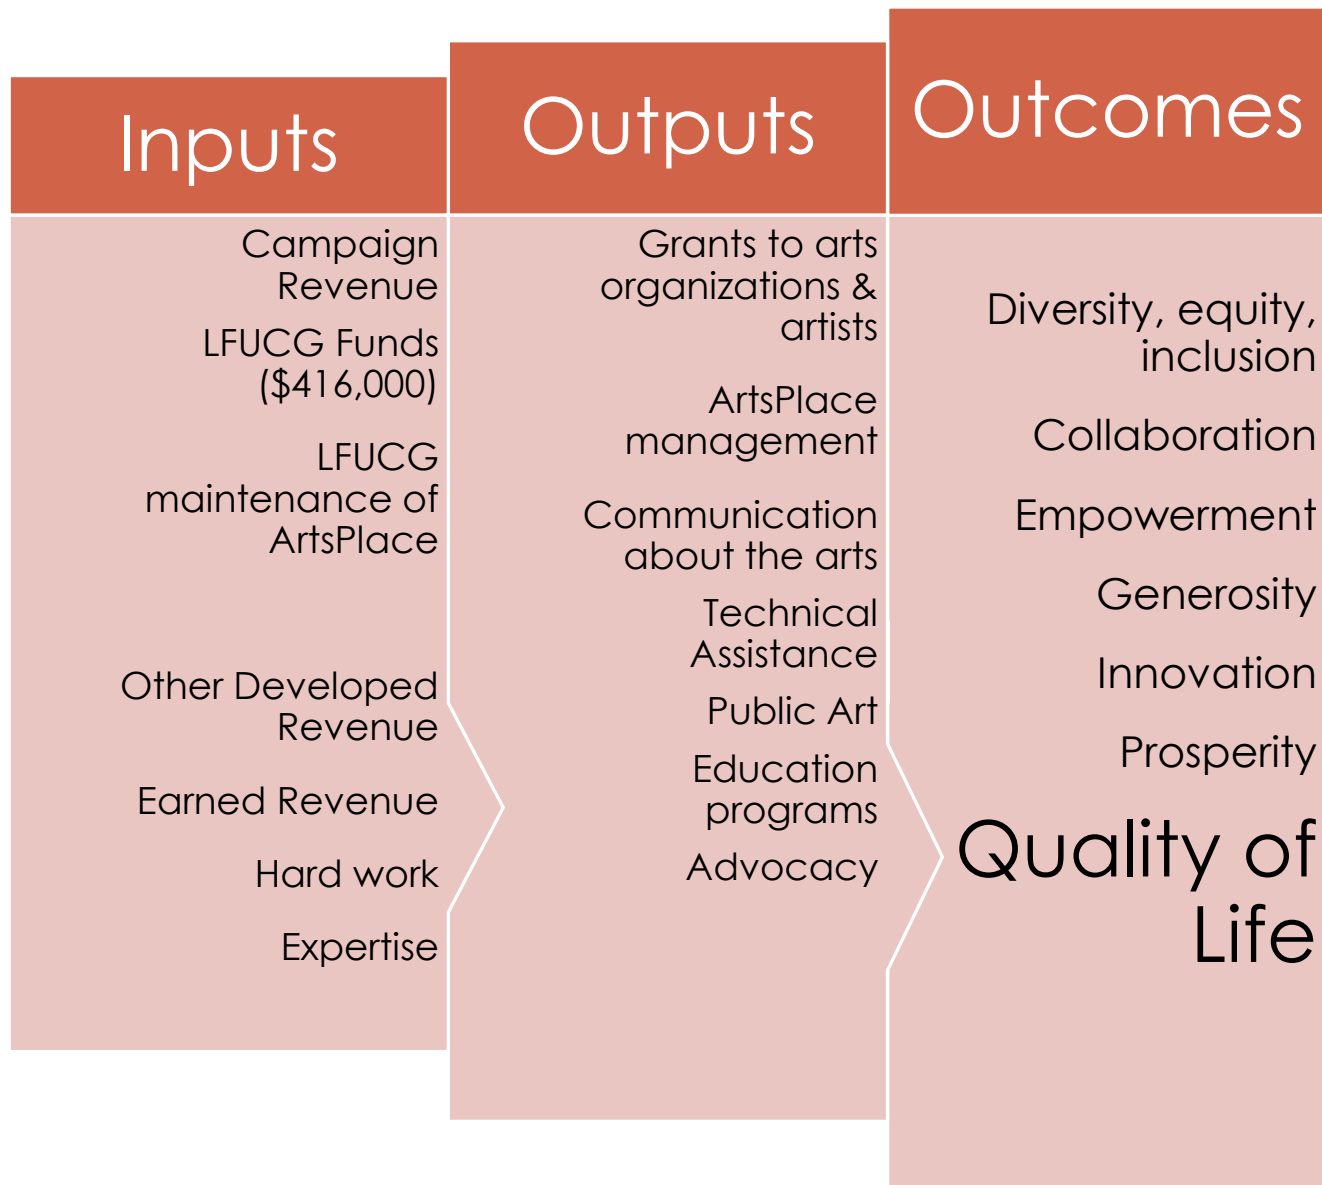 Inputs
Campaign
Revenue
LFUCG Funds
($416,000)
LFUCG
maintenance of
ArtsPlace
Other Developed
Revenue
Earned Revenue
Hard work
Expertise
Outputs
Grants to arts
organizations &
artists
ArtsPlace
management
Communication
about the arts
Technical
Assistance
Public Art
Education
programs
Advocacy
Outcomes
Diversity, equity,
inclusion
Collaboration
Empowerment
Generosity
Innovation
Prosperity
Quality of
Life